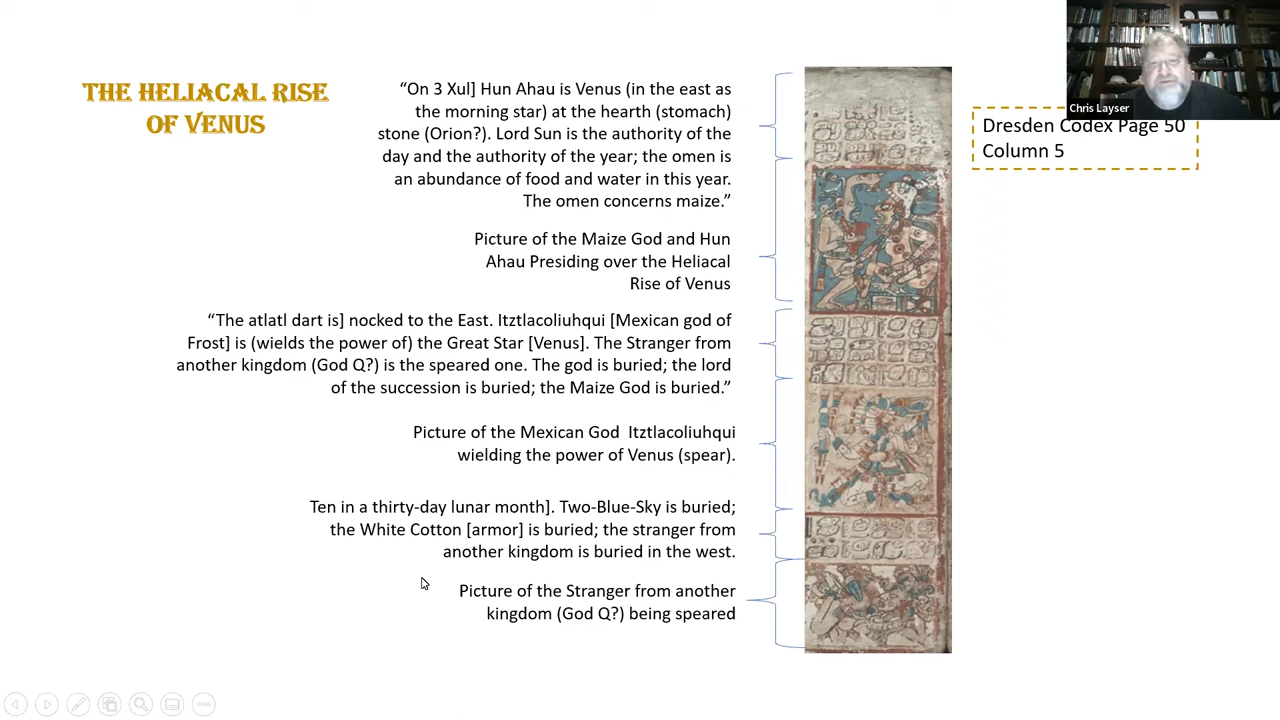 THE HELIACAL RISE
OF VENUS
“On 3 Xul] Hun Ahau is Venus (in the east as
the morning star) at the hearth (stomach)
stone (Orion?). Lord Sun is the authority of the
day and the authority of the year; the omen is
an abundance of food and water in this year.
The omen concerns maize.”
Picture of the Maize God and Hun
Ahau Presiding over the Heliacal
Rise of Venus
“The atlatl dart is] nocked to the East. Itztlacoliuhqui [Mexican god of
Frost] is (wields the power of) the Great Star [Venus]. The Stranger from
another kingdom (God Q?) is the speared one. The god is buried; the lord
of the succession is buried; the Maize God is buried.”
Picture of the Mexican God  Itztlacoliuhqui
wielding the power of Venus (spear).
Ten in a thirty-day lunar month]. Two-Blue-Sky is buried;
the White Cotton [armor] is buried; the stranger from
another kingdom is buried in the west.
Picture of the Stranger from another
kingdom (God Q?) being speared
Chris Layser
Dresden Codex Page 50
Column 5